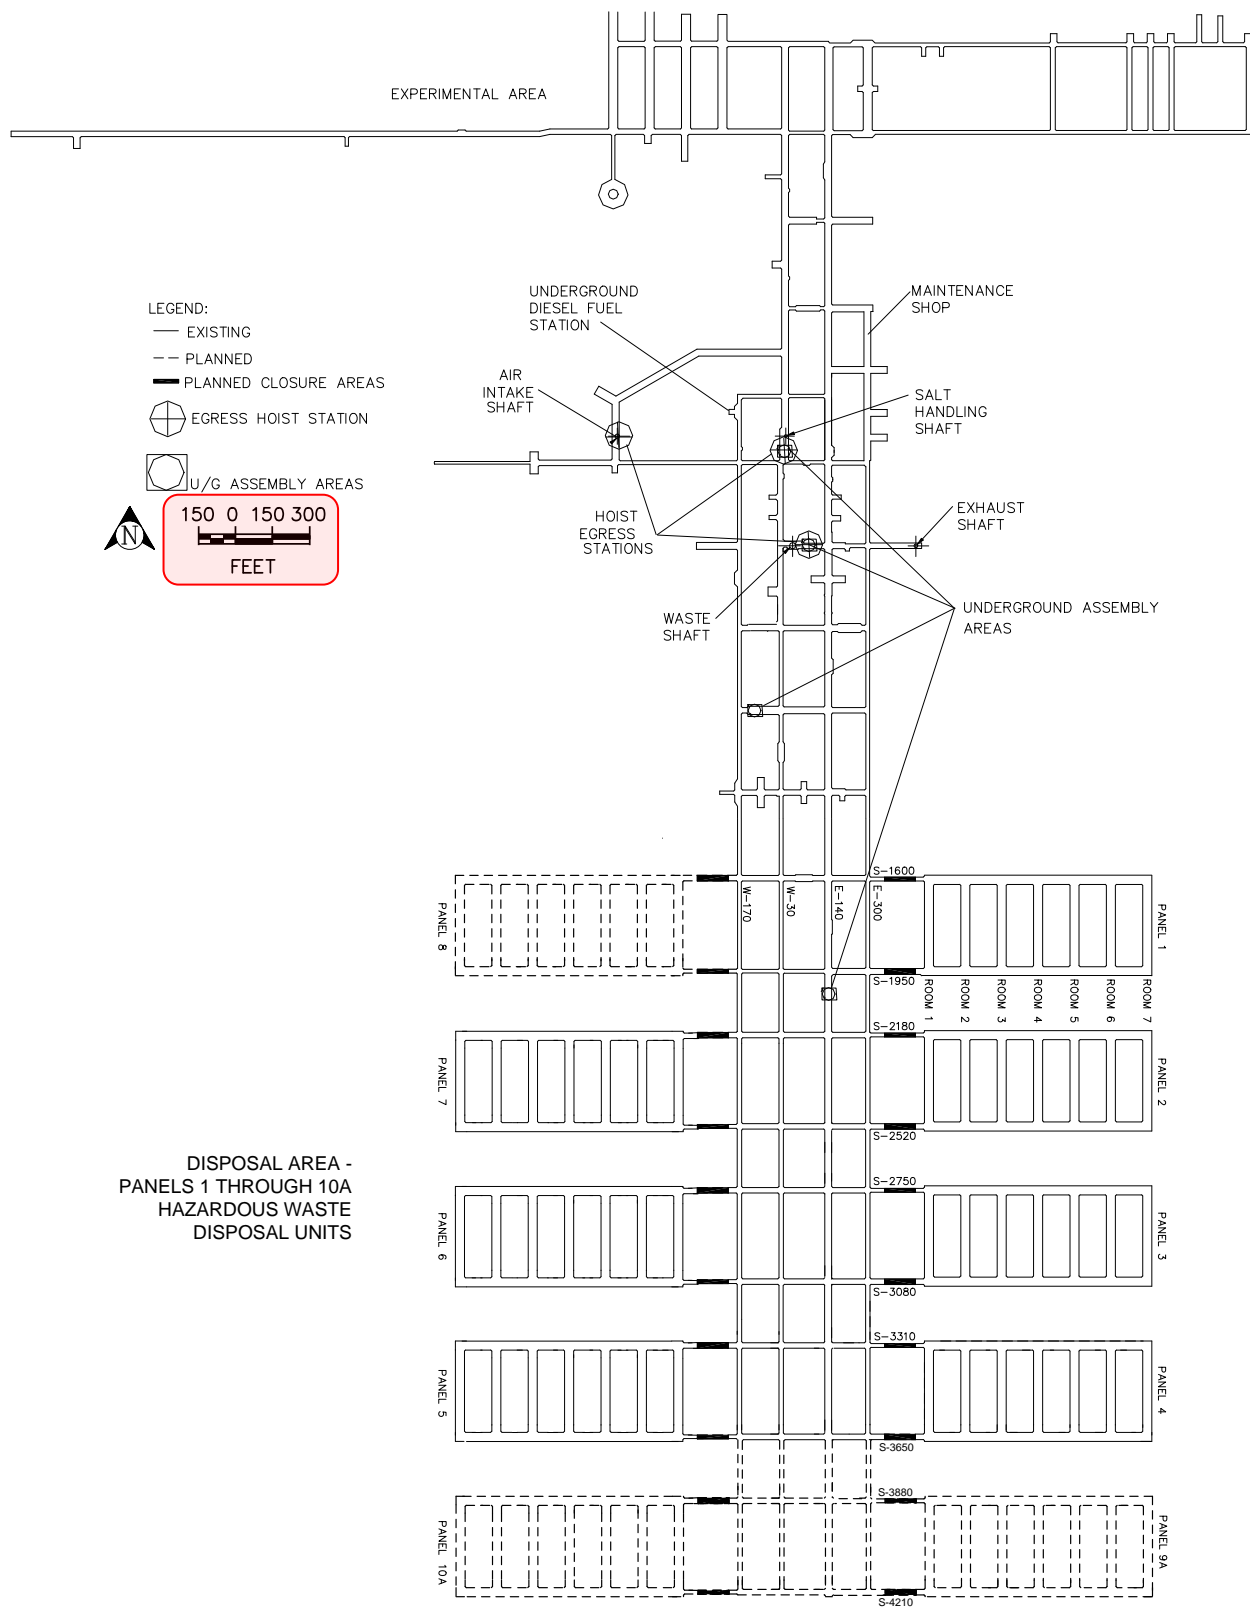 EXPERIMENTAL AREA
LEGEND:
EXISTING
PLANNED
PLANNED CLOSURE AREAS
EGRESS HOIST STATION
U/G ASSEMBLY AREAS
N
150 0 150 300
FEET
UNDERGROUND
DIESEL FUEL
STATION
MAINTENANCE
SHOP
AIR
INTAKE
SHAFT
SALT
HANDLING
SHAFT
HOIST
EGRESS
STATIONS
EXHAUST
SHAFT
WASTE
SHAFT
UNDERGROUND ASSEMBLY
AREAS
S-1600
W-170
W-30
E-140
E-300
PANEL 8
PANEL 1
S-1950
ROOM 1
ROOM 2
ROOM 3
ROOM 4
ROOM 5
ROOM 6
ROOM 7
S-2180
PANEL 7
PANEL 2
S-2520
DISPOSAL AREA -
PANELS 1 THROUGH 10A
HAZARDOUS WASTE
DISPOSAL UNITS
S-2750
PANEL 6
PANEL 3
S-3080
S-3310
PANEL 5
PANEL 4
S-3650
S-3880
PANEL 10A
PANEL 9A
S-4210